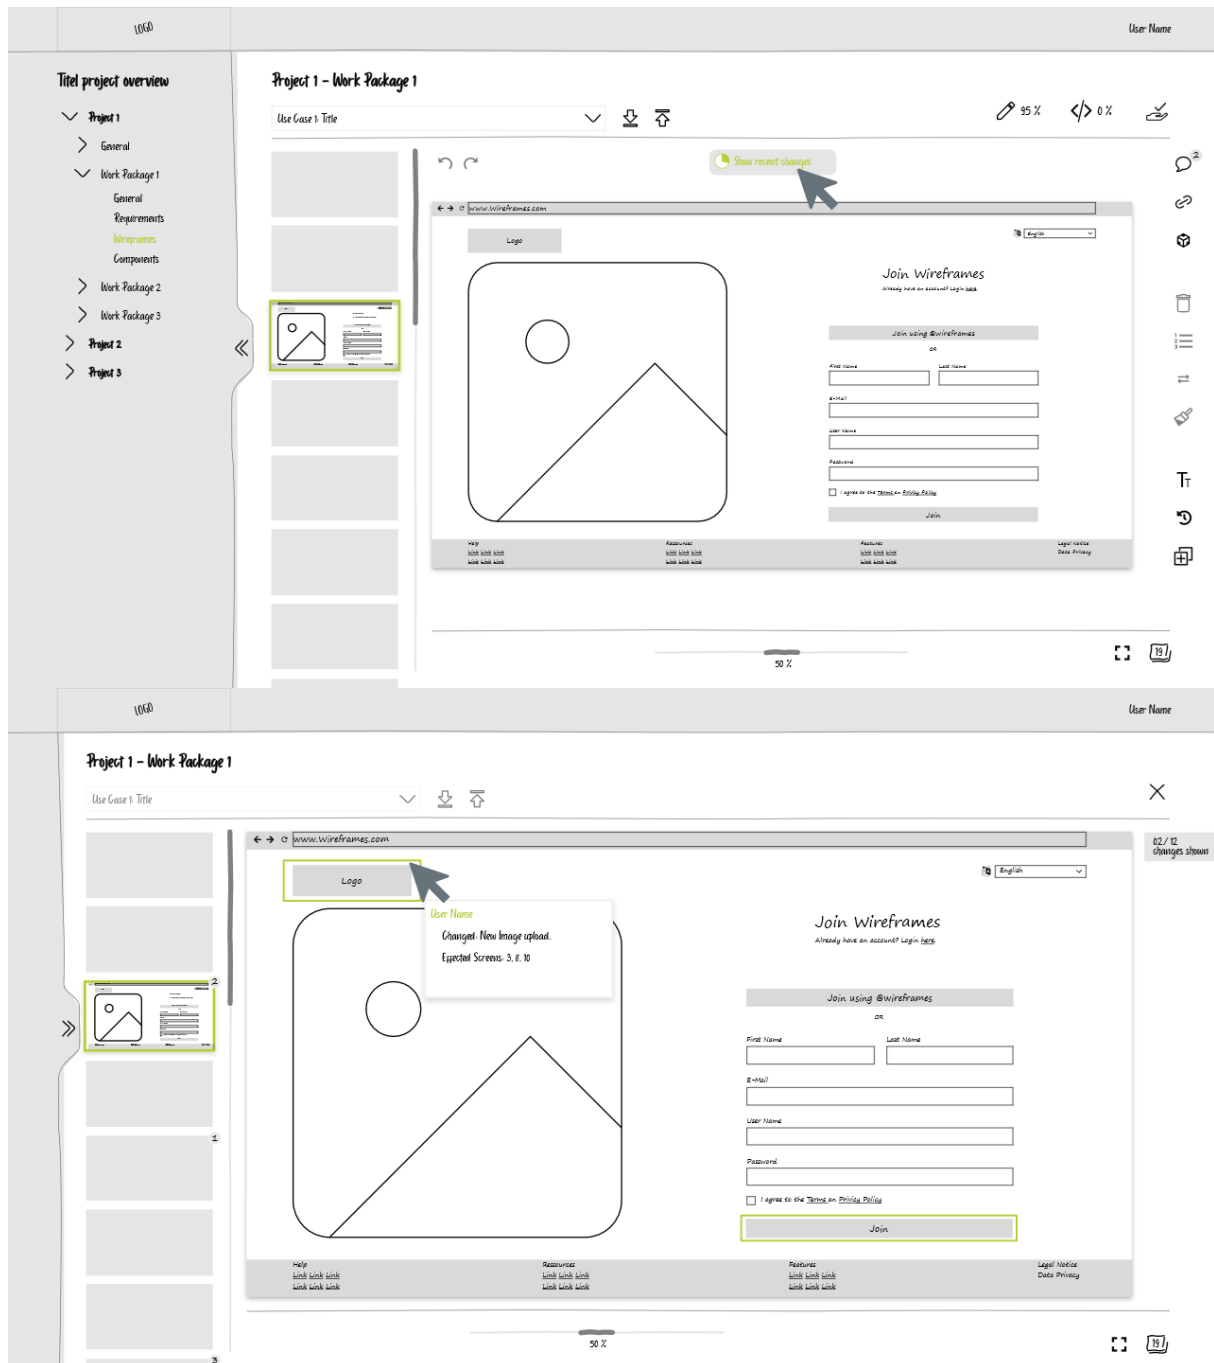 LOGO
User Name
Titel project overview
Project 1
General
Work Package 1
General
Requirements
Wireframes
Components
Work Package 2
Work Package 3
Project 2
Project 3
Project 1 - Work Package 1
Use Case 1: Title
95 %
</> 0 %
Show recent changes
2
www.Wireframes.com
Logo
English
Join Wireframes
Already have an account? Login here.
Join using @wireframes
OR
First Name
Last Name
E-Mail
User Name
Password
I agree to the Terms an Privicy Policy
Join
Help
Link Link Link
Link Link Link
Ressources
Link Link Link
Link Link Link
Features
Link Link Link
Link Link Link
Legal Notice
Data Privacy
1
2
3
TT
50 %
19
LOGO
User Name
Project 1 - Work Package 1
Use Case 1: Title
02/ 12
changes shown
2
1
3
www.Wireframes.com
Logo
English
User Name
Changed: New Image upload.
Effected Screens: 3, 8, 10
Join Wireframes
Already have an account? Login here.
Join using @wireframes
OR
First Name
Last Name
E-Mail
User Name
Password
I agree to the Terms an Privicy Policy
Join
Help
Link Link Link
Link Link Link
Ressources
Link Link Link
Link Link Link
Features
Link Link Link
Link Link Link
Legal Notice
Data Privacy
50 %
19